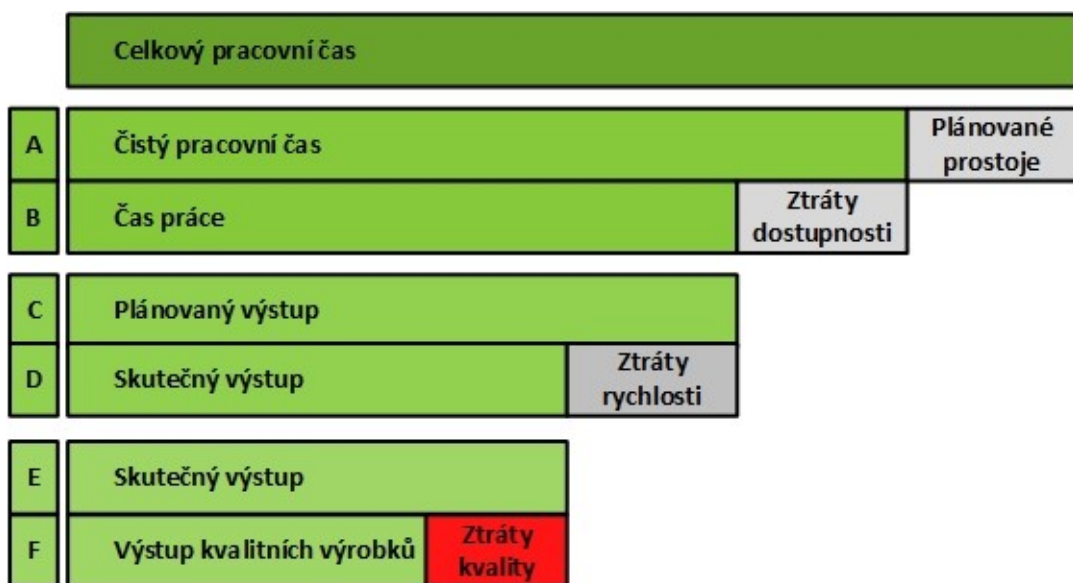 Celkový pracovní čas
A Čistý pracovní čas Plánované
prostoje
B Čas práce Ztráty
dostupnosti
C Plánovaný výstup
D Skutečný výstup Ztráty
rychlosti
E Skutečný výstup
F Výstup kvalitních výrobků Ztráty
kvality